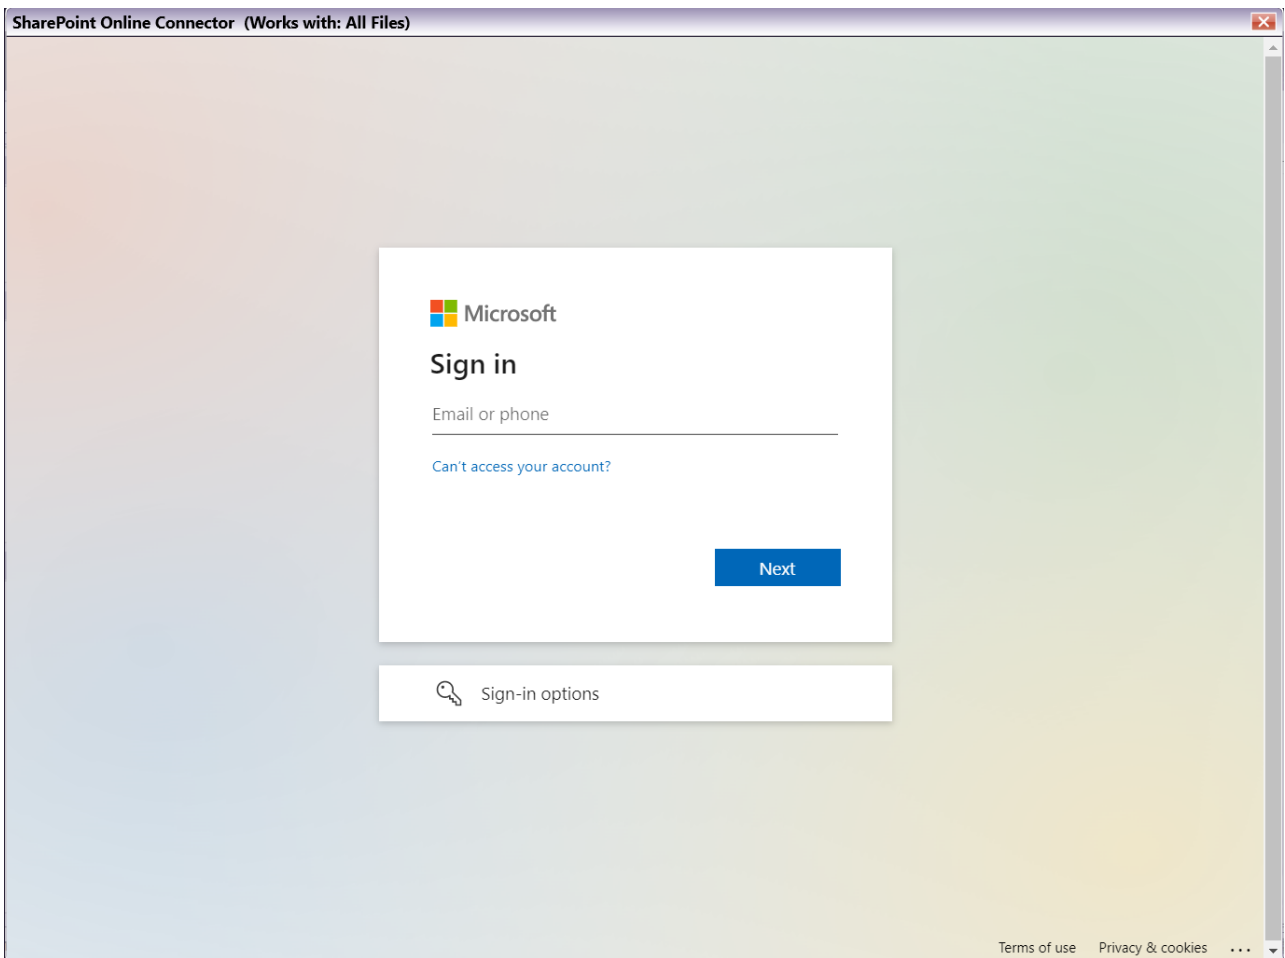 SharePoint Online Connector  (Works with: All Files)
Microsoft
Sign in
Email or phone
Can't access your account?
Next
Sign-in options
Terms of use
Privacy & cookies
...